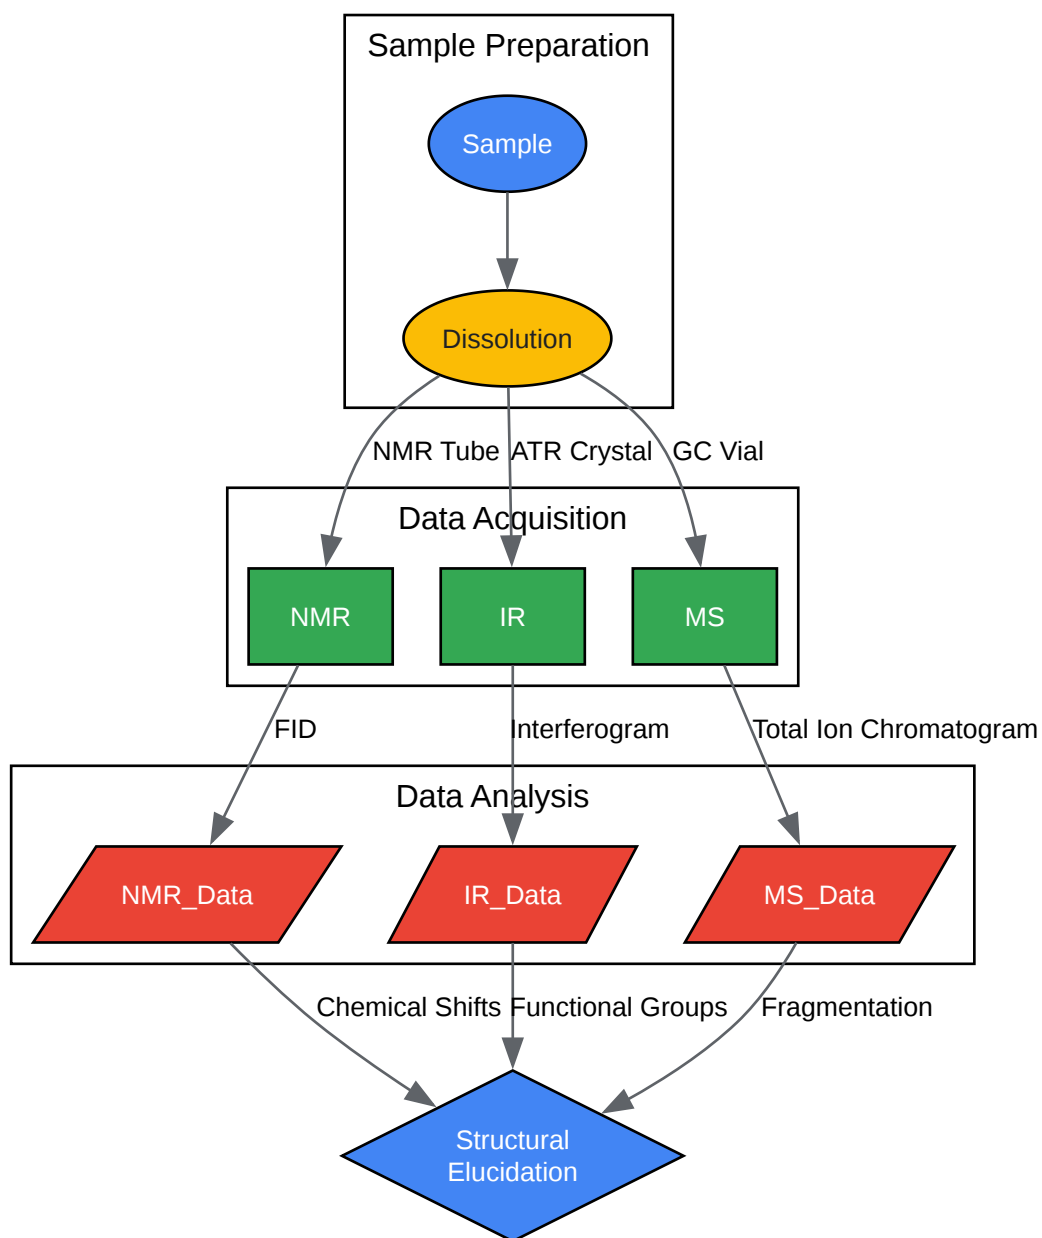 Sample Preparation
Sample
Dissolution
NMR Tube
ATR Crystal
GC Vial
Data Acquisition
NMR
IR
MS
FID
Interferogram
Total Ion Chromatogram
Data Analysis
NMR_Data
IR_Data
MS_Data
Chemical Shifts
Functional Groups
Fragmentation
Structural
Elucidation